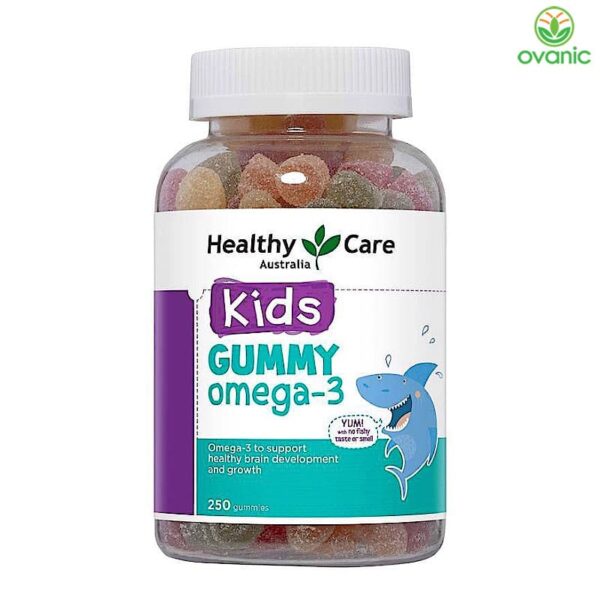 ovanic
Healthy Care
Australia
Kids
GUMMY
omega-3
YUM!
with no fishy
taste or smell
Omega-3 to support
healthy brain development
and growth
250 gummies